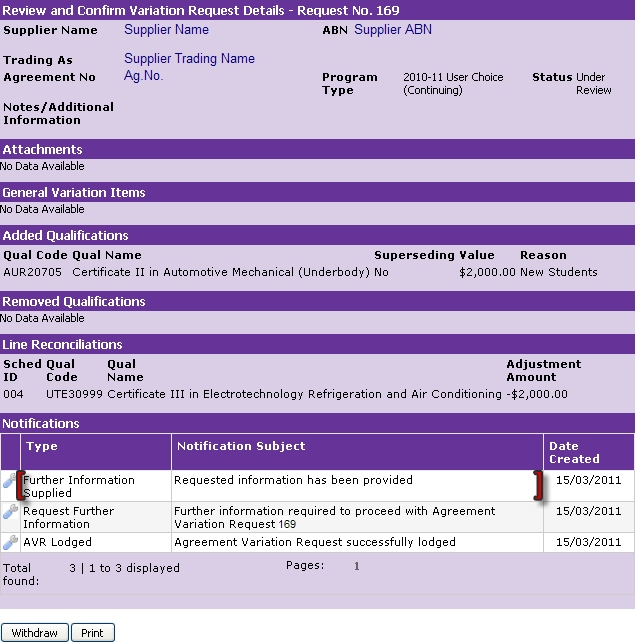 Review and Confirm Variation Request Details - Request No. 169
Supplier Name Supplier Name ABN Supplier ABN
Trading As Supplier Trading Name
Agreement No Ag.No. Program Type 2010-11 User Choice (Continuing) Status Under Review
Notes/Additional
Information
Attachments
No Data Available
General Variation Items
No Data Available
Added Qualifications
Qual Code Qual Name Superseding Value Reason
AUR20705 Certificate II in Automotive Mechanical (Underbody) No $2,000.00 New Students
Removed Qualifications
No Data Available
Line Reconciliations
Sched Qual Qual Adjustment
ID Code Name Amount
004 UTE30999 Certificate III in Electrotechnology Refrigeration and Air Conditioning -$2,000.00
Notifications
Type Notification Subject Date Created
Further Information Supplied Requested information has been provided 15/03/2011
Request Further Information Further information required to proceed with Agreement Variation Request 169 15/03/2011
AVR Lodged Agreement Variation Request successfully lodged 15/03/2011
Total found: 3 | 1 to 3 displayed Pages: 1
Withdraw Print